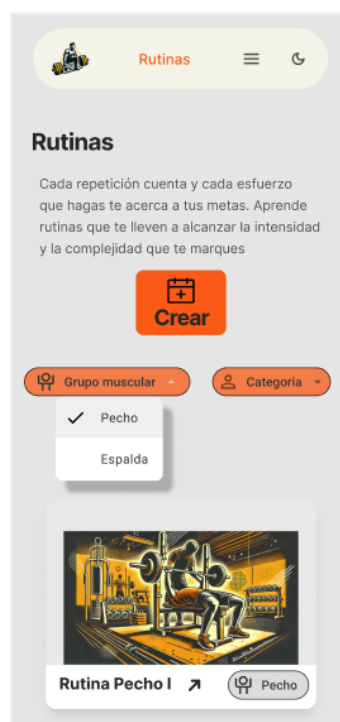 Rutinas
Rutinas
Cada repetición cuenta y cada esfuerzo
que hagas te acerca a tus metas. Aprende
rutinas que te lleven a alcanzar la intensidad
y la complejidad que te marques
Crear
Grupo muscular
Categoria
Pecho
Espalda
Rutina Pecho I
Pecho